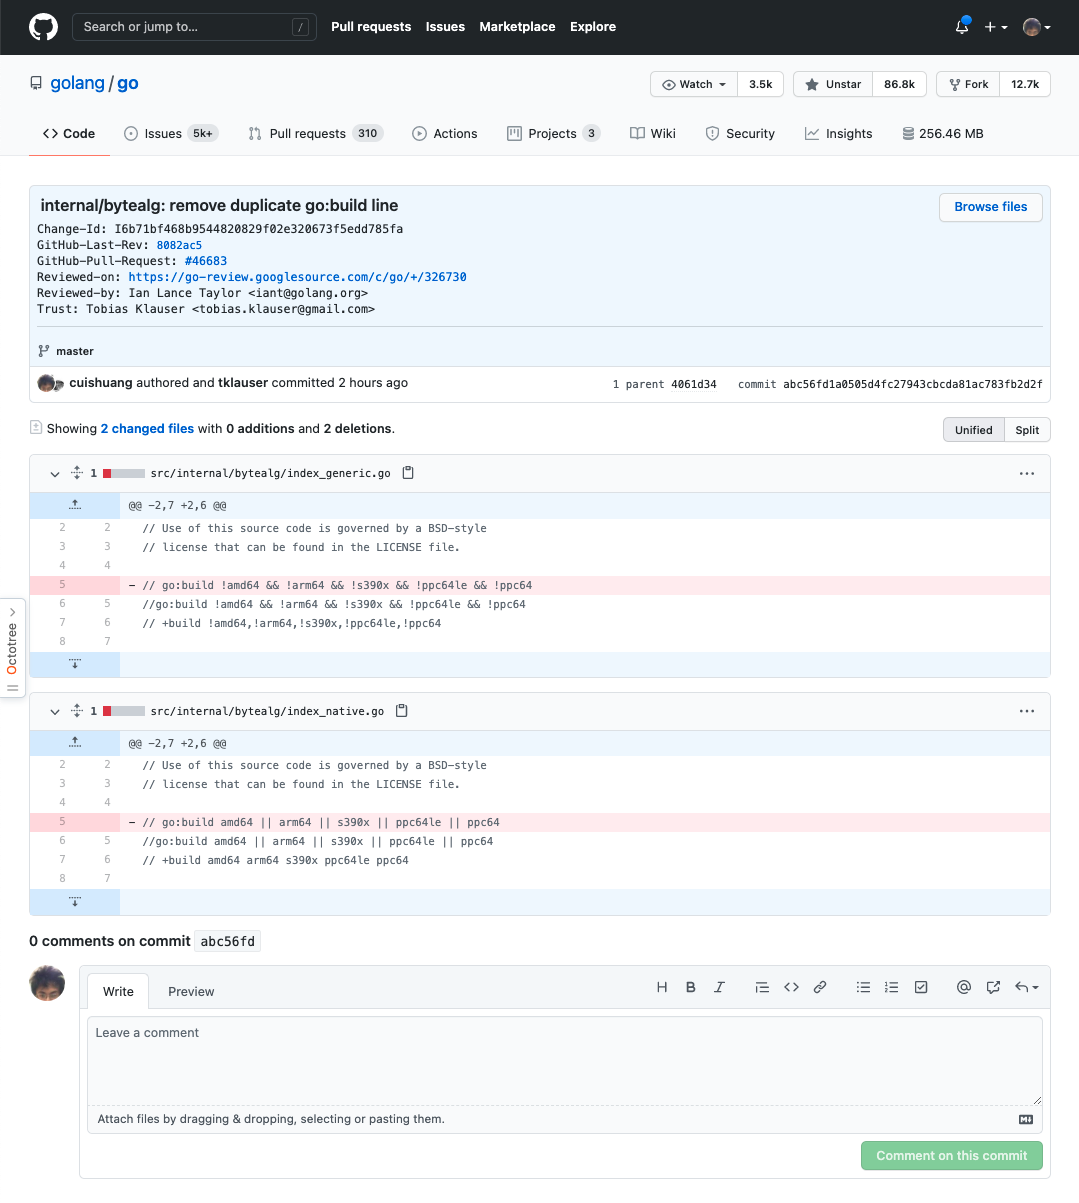 Search or jump to...
/
Pull requests
Issues
Marketplace
Explore
golang / go
Watch
3.5k
Unstar
86.8k
Fork
12.7k
Code
Issues 5k+
Pull requests 310
Actions
Projects 3
Wiki
Security
Insights
256.46 MB
internal/bytealg: remove duplicate go:build line
Browse files
Change-Id: I6b71bf468b9544820829f02e320673f5edd785fa
GitHub-Last-Rev: 8082ac5
GitHub-Pull-Request: #46683
Reviewed-on: https://go-review.googlesource.com/c/go/+/326730
Reviewed-by: Ian Lance Taylor <iant@golang.org>
Trust: Tobias Klauser <tobias.klauser@gmail.com>
master
cuishuang authored and tklauser committed 2 hours ago
1 parent 4061d34
commit abc56fd1a0505d4fc27943cbcda81ac783fb2d2f
Showing 2 changed files with 0 additions and 2 deletions.
Unified
Split
1 src/internal/bytealg/index_generic.go
@@ -2,7 +2,6 @@
2 2 // Use of this source code is governed by a BSD-style
3 3 // license that can be found in the LICENSE file.
4 4
5 - // go:build !amd64 && !arm64 && !s390x && !ppc64le && !ppc64
6 5 //go:build !amd64 && !arm64 && !s390x && !ppc64le && !ppc64
7 6 // +build !amd64,!arm64,!s390x,!ppc64le,!ppc64
8 7
Octotree
1 src/internal/bytealg/index_native.go
@@ -2,7 +2,6 @@
2 2 // Use of this source code is governed by a BSD-style
3 3 // license that can be found in the LICENSE file.
4 4
5 - // go:build amd64 || arm64 || s390x || ppc64le || ppc64
6 5 //go:build amd64 || arm64 || s390x || ppc64le || ppc64
7 6 // +build amd64 arm64 s390x ppc64le ppc64
8 7
0 comments on commit abc56fd
Write
Preview
H B I
@
Leave a comment
Attach files by dragging & dropping, selecting or pasting them.
M
Comment on this commit